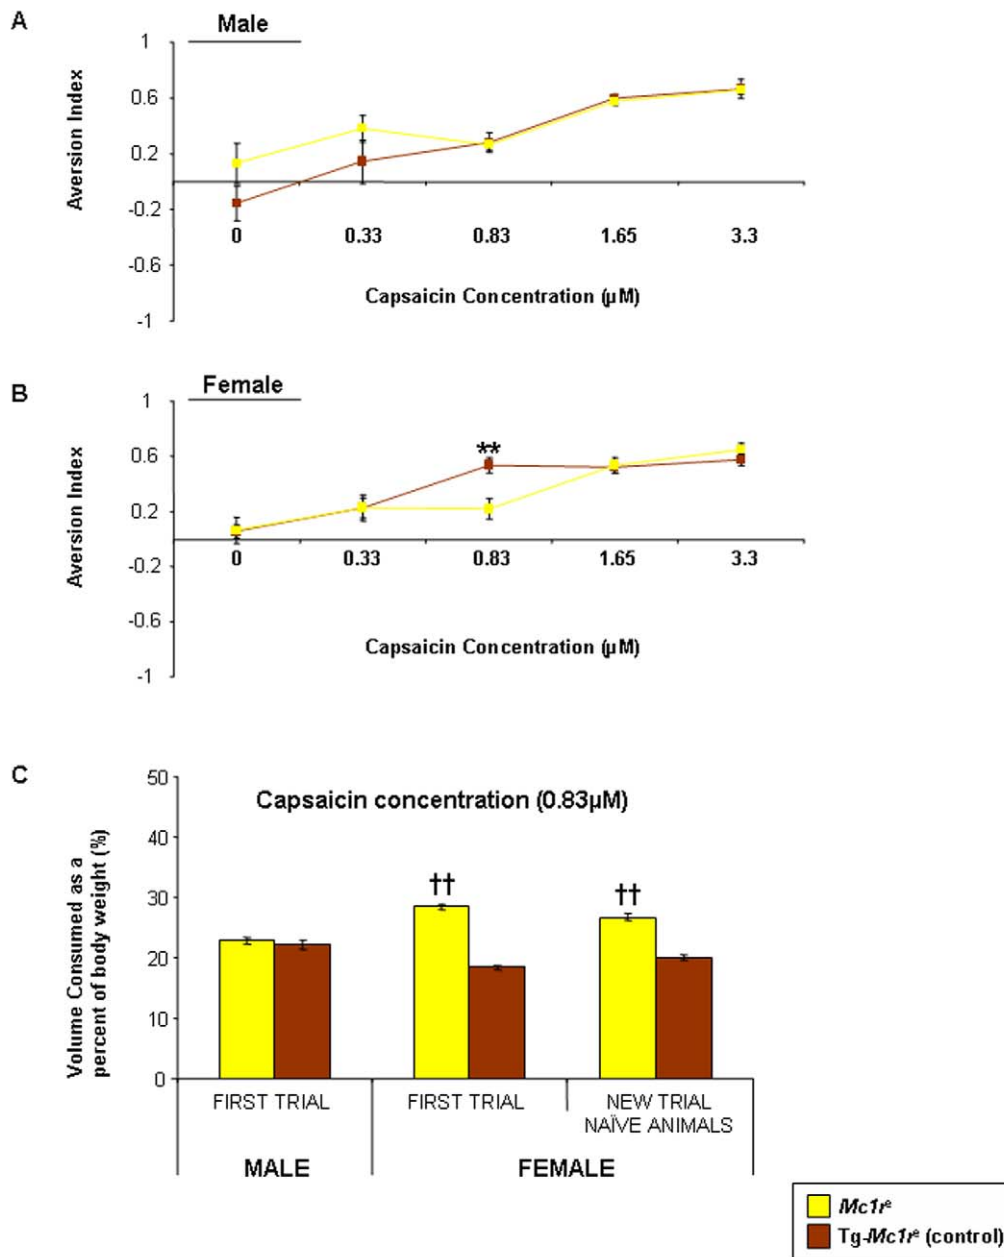 A
Male
1
0.6
0.2
-0.2
-0.6
-1
Aversion Index
0 0.33 0.83 1.65 3.3
Capsaicin Concentration (µM)
B
Female
1
0.6
0.2
-0.2
-0.6
-1
Aversion Index
**
0 0.33 0.83 1.65 3.3
Capsaicin Concentration (µM)
C
50
40
30
20
10
0
Volume Consumed as a
percent of body weight (%)
Capsaicin concentration (0.83µM)
†† ††
FIRST TRIAL FIRST TRIAL NEW TRIAL
NAÏVE ANIMALS
MALE FEMALE
Mc1rᵉ
Tg-Mc1rᵉ (control)